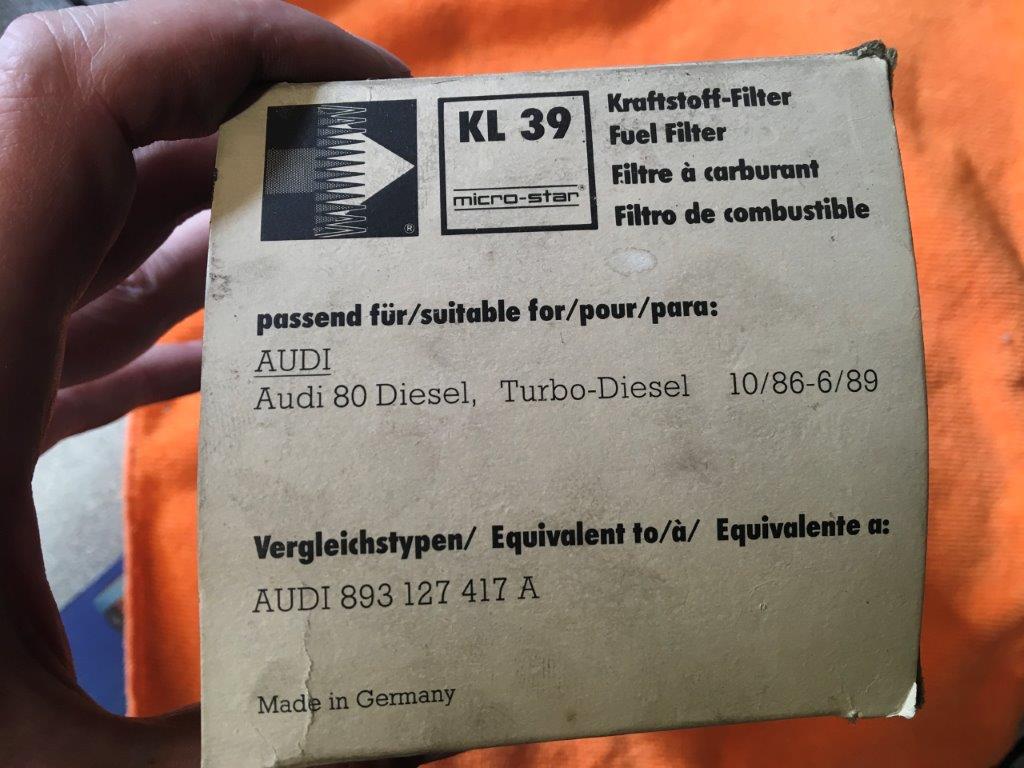 KL 39
micro-star®
®
Kraftstoff-Filter
Fuel Filter
Filtre à carburant
Filtro de combustible
passend für/suitable for/pour/para:
AUDI
Audi 80 Diesel, Turbo-Diesel 10/86-6/89
Vergleichstypen/ Equivalent to/à/ Equivalente a:
AUDI 893 127 417 A
Made in Germany